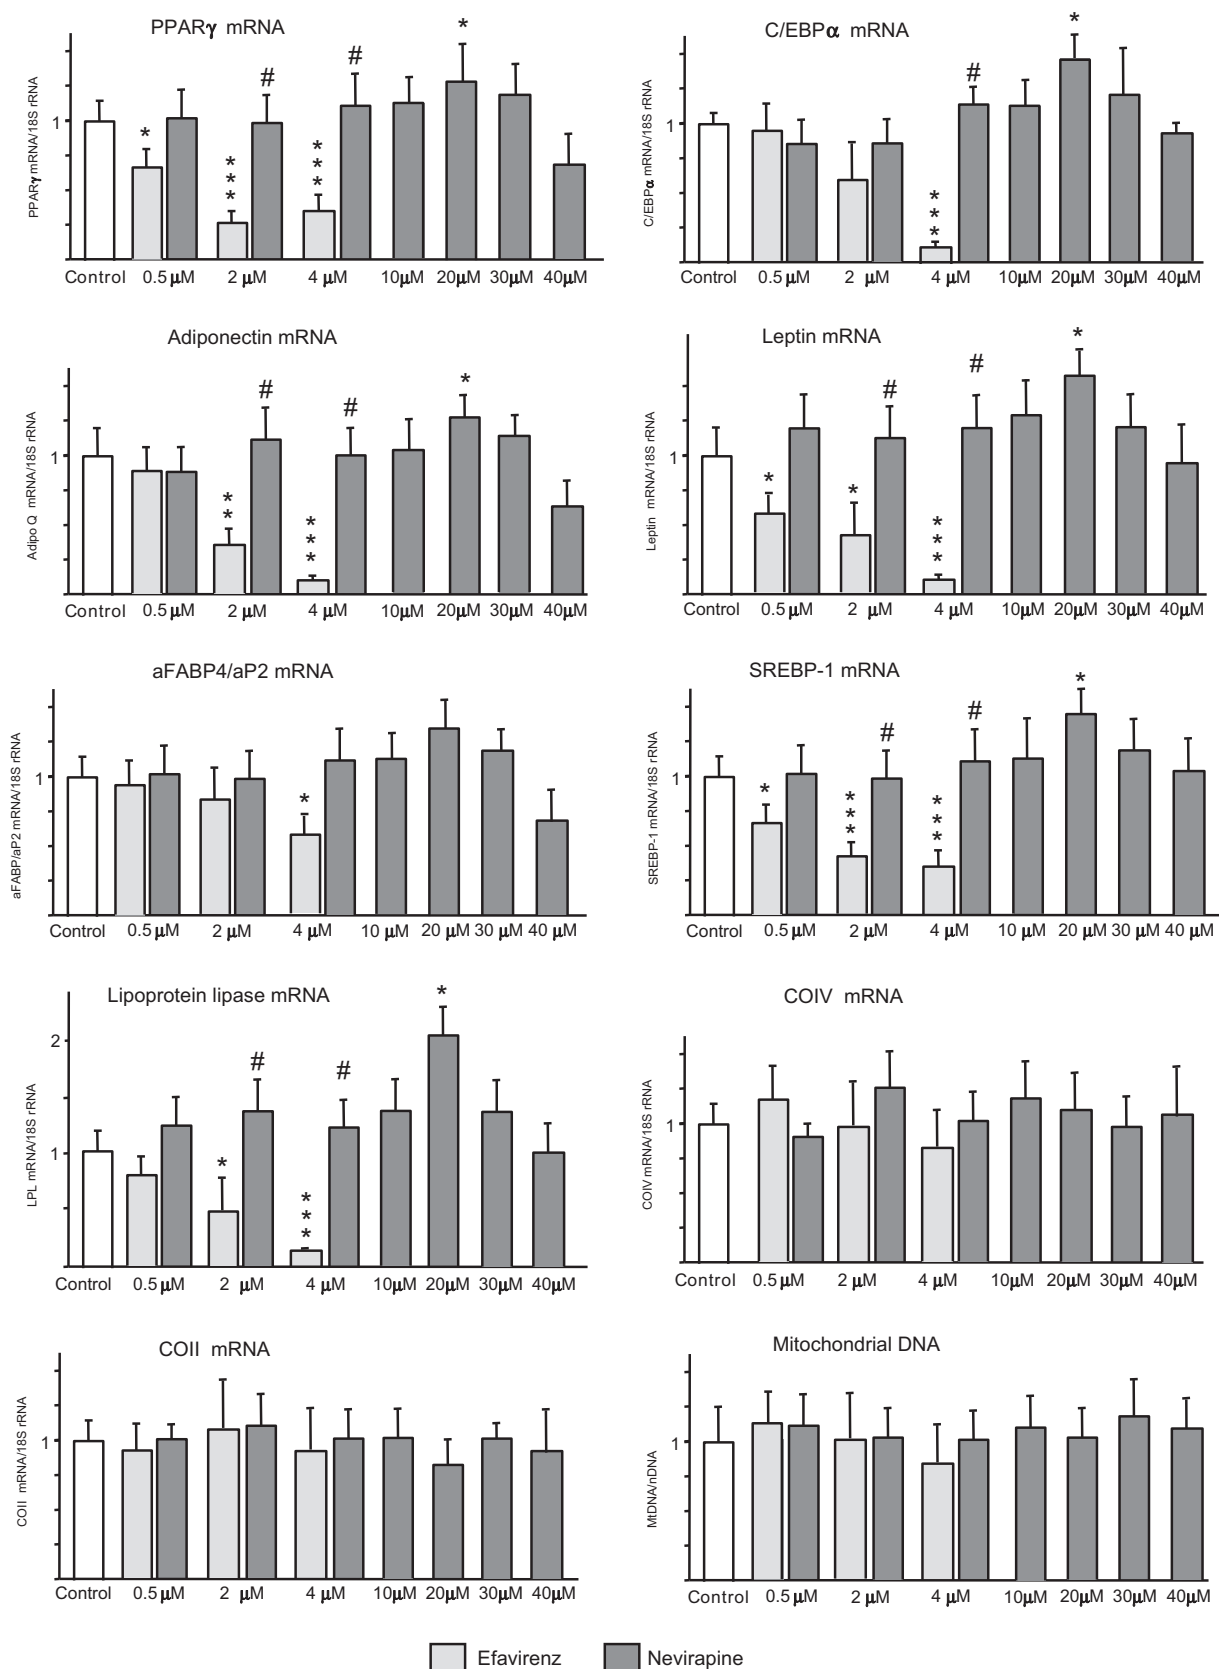 PPARγ mRNA
PPARγ mRNA/18S rRNA
1
*
***
#
***
#
*
Control 0.5 μM 2 μM 4 μM 10μM 20μM 30μM 40μM
C/EBPα mRNA
C/EBPα mRNA/18S rRNA
1
***
#
*
Control 0.5 μM 2 μM 4 μM 10μM 20μM 30μM 40μM
Adiponectin mRNA
Adipo Q mRNA/18S rRNA
1
**
#
***
#
*
Control 0.5 μM 2 μM 4 μM 10μM 20μM 30μM 40μM
Leptin mRNA
Leptin mRNA/18S rRNA
1
*
*
#
***
#
*
Control 0.5 μM 2 μM 4 μM 10μM 20μM 30μM 40μM
aFABP4/aP2 mRNA
aFABP/aP2 mRNA/18S rRNA
1
*
Control 0.5 μM 2 μM 4 μM 10 μM 20 μM 30 μM 40 μM
SREBP-1 mRNA
SREBP-1 mRNA/18S rRNA
1
*
***
#
***
#
*
Control 0.5 μM 2 μM 4 μM 10 μM 20 μM 30 μM 40 μM
Lipoprotein lipase mRNA
LPL mRNA/18S rRNA
2
1
*
#
***
#
*
Control 0.5 μM 2 μM 4 μM 10μM 20μM 30μM 40μM
COIV mRNA
COIV mRNA/18S rRNA
1
Control 0.5 μM 2 μM 4 μM 10μM 20μM 30μM 40μM
COII mRNA
COII mRNA/18S rRNA
1
Control 0.5 μM 2 μM 4 μM 10μM 20μM 30μM 40μM
Mitochondrial DNA
MtDNA/nDNA
1
Control 0.5 μM 2 μM 4 μM 10μM 20μM 30μM 40μM
Efavirenz Nevirapine